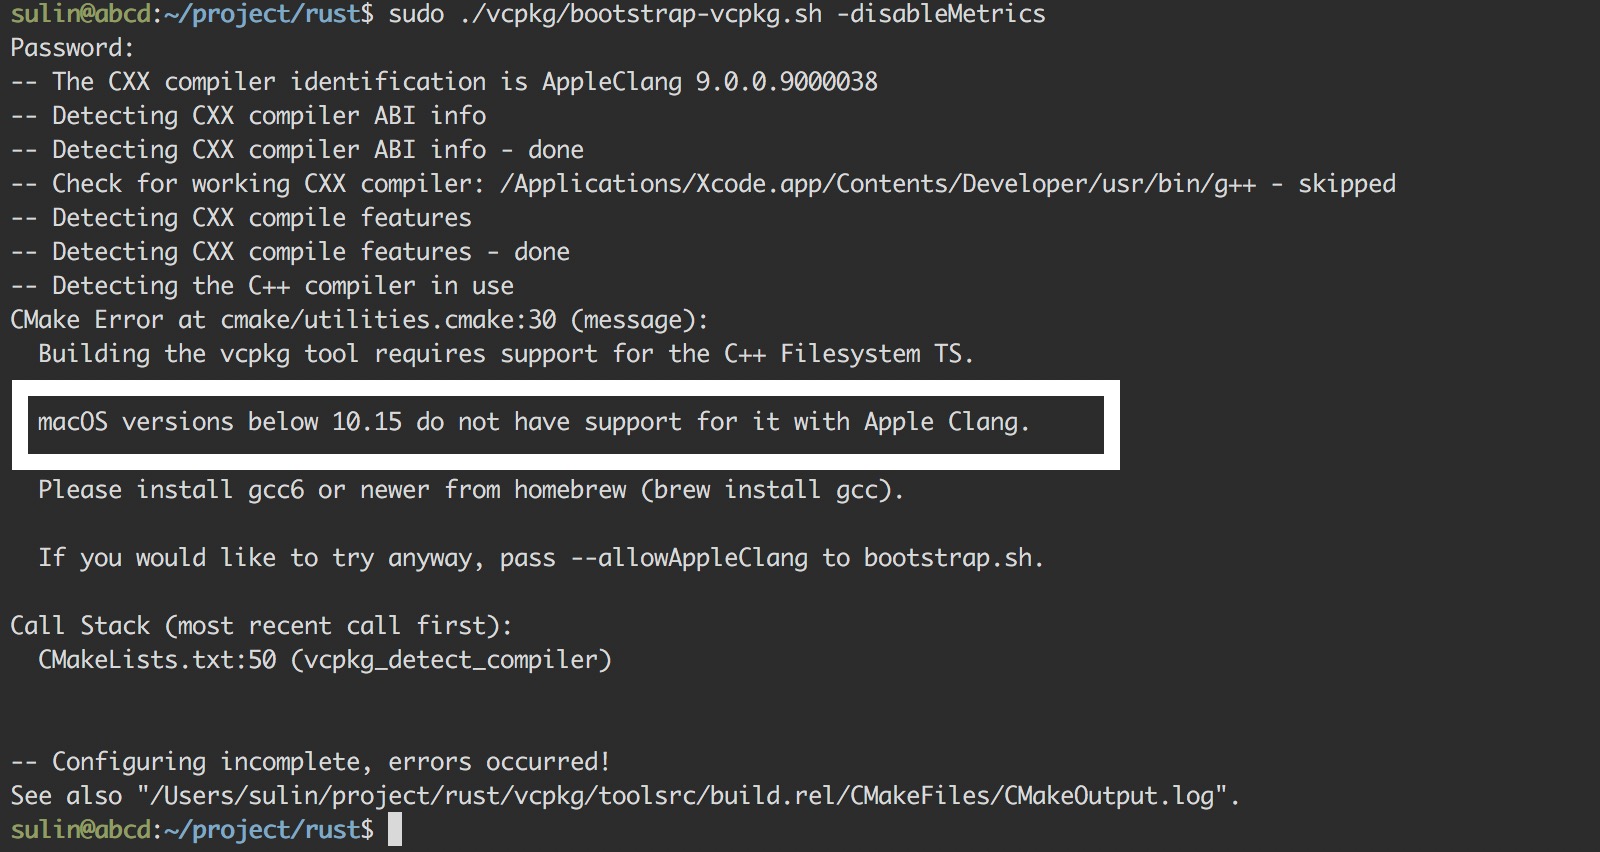 sulin@abcd:~/project/rust$ sudo ./vcpkg/bootstrap-vcpkg.sh -disableMetrics
Password:
-- The CXX compiler identification is AppleClang 9.0.0.9000038
-- Detecting CXX compiler ABI info
-- Detecting CXX compiler ABI info - done
-- Check for working CXX compiler: /Applications/Xcode.app/Contents/Developer/usr/bin/g++ - skipped
-- Detecting CXX compile features
-- Detecting CXX compile features - done
-- Detecting the C++ compiler in use
CMake Error at cmake/utilities.cmake:30 (message):
  Building the vcpkg tool requires support for the C++ Filesystem TS.
  macOS versions below 10.15 do not have support for it with Apple Clang.
  Please install gcc6 or newer from homebrew (brew install gcc).
  If you would like to try anyway, pass --allowAppleClang to bootstrap.sh.
Call Stack (most recent call first):
  CMakeLists.txt:50 (vcpkg_detect_compiler)
-- Configuring incomplete, errors occurred!
See also "/Users/sulin/project/rust/vcpkg/toolsrc/build.rel/CMakeFiles/CMakeOutput.log".
sulin@abcd:~/project/rust$